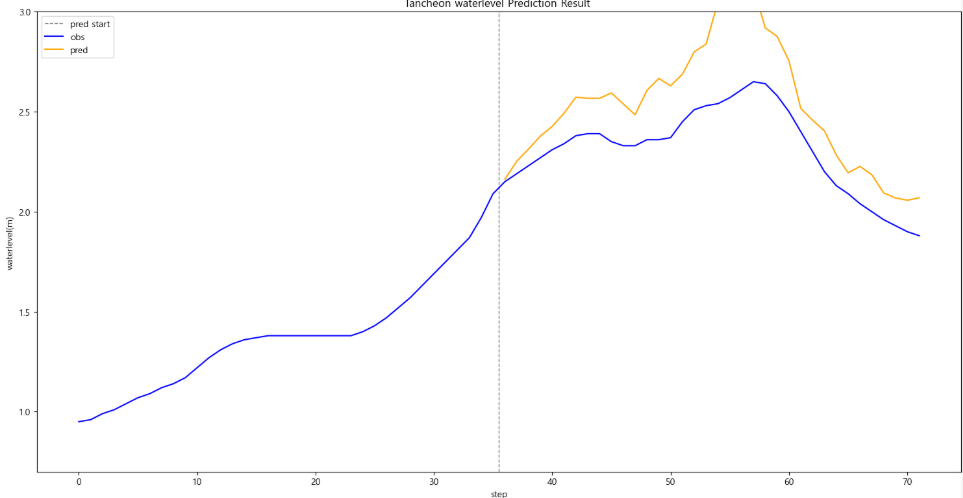 Tancheon waterlevel Prediction Result
pred start
obs
pred
3.0
2.5
2.0
1.5
1.0
waterlevel[m]
0 10 20 30 40 50 60 70
step